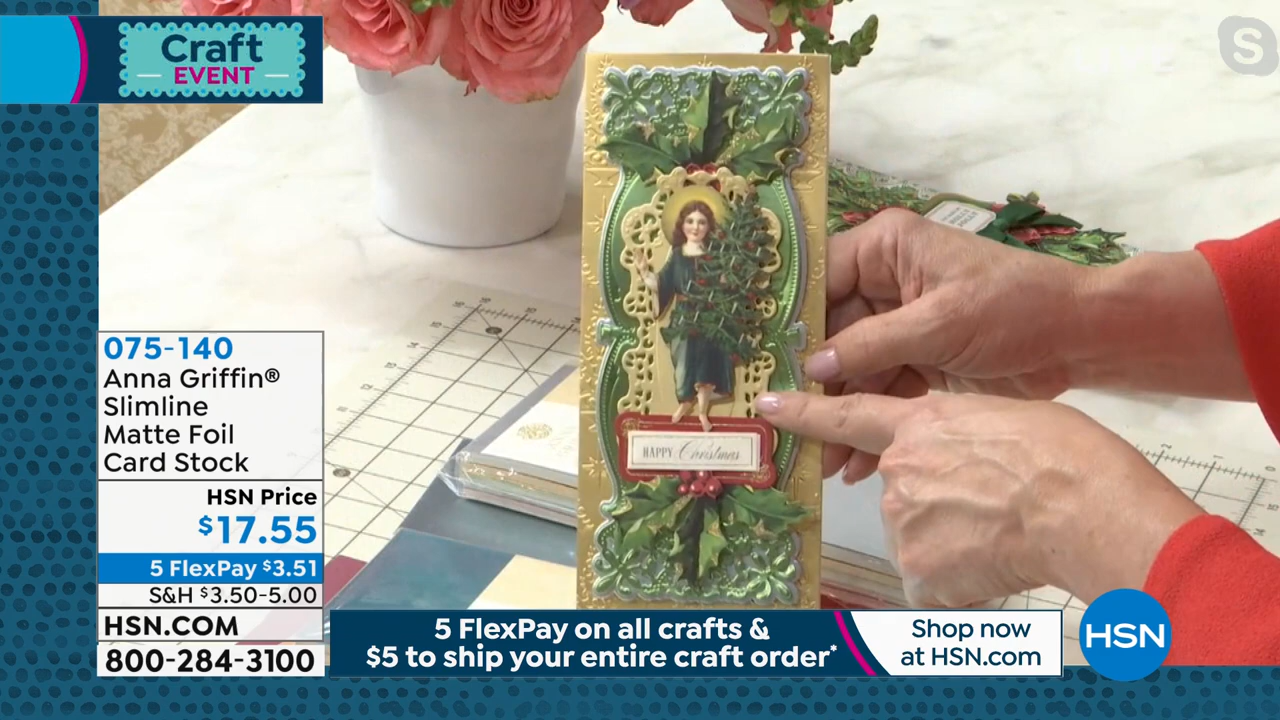 Craft
EVENT
S
HAPPY Christmas
075-140
Anna Griffin®
Slimline
Matte Foil
Card Stock
HSN Price
$17.55
5 FlexPay $3.51
S&H $3.50-5.00
HSN.COM
800-284-3100
5 FlexPay on all crafts &
$5 to ship your entire craft order*
Shop now
at HSN.com
HSN